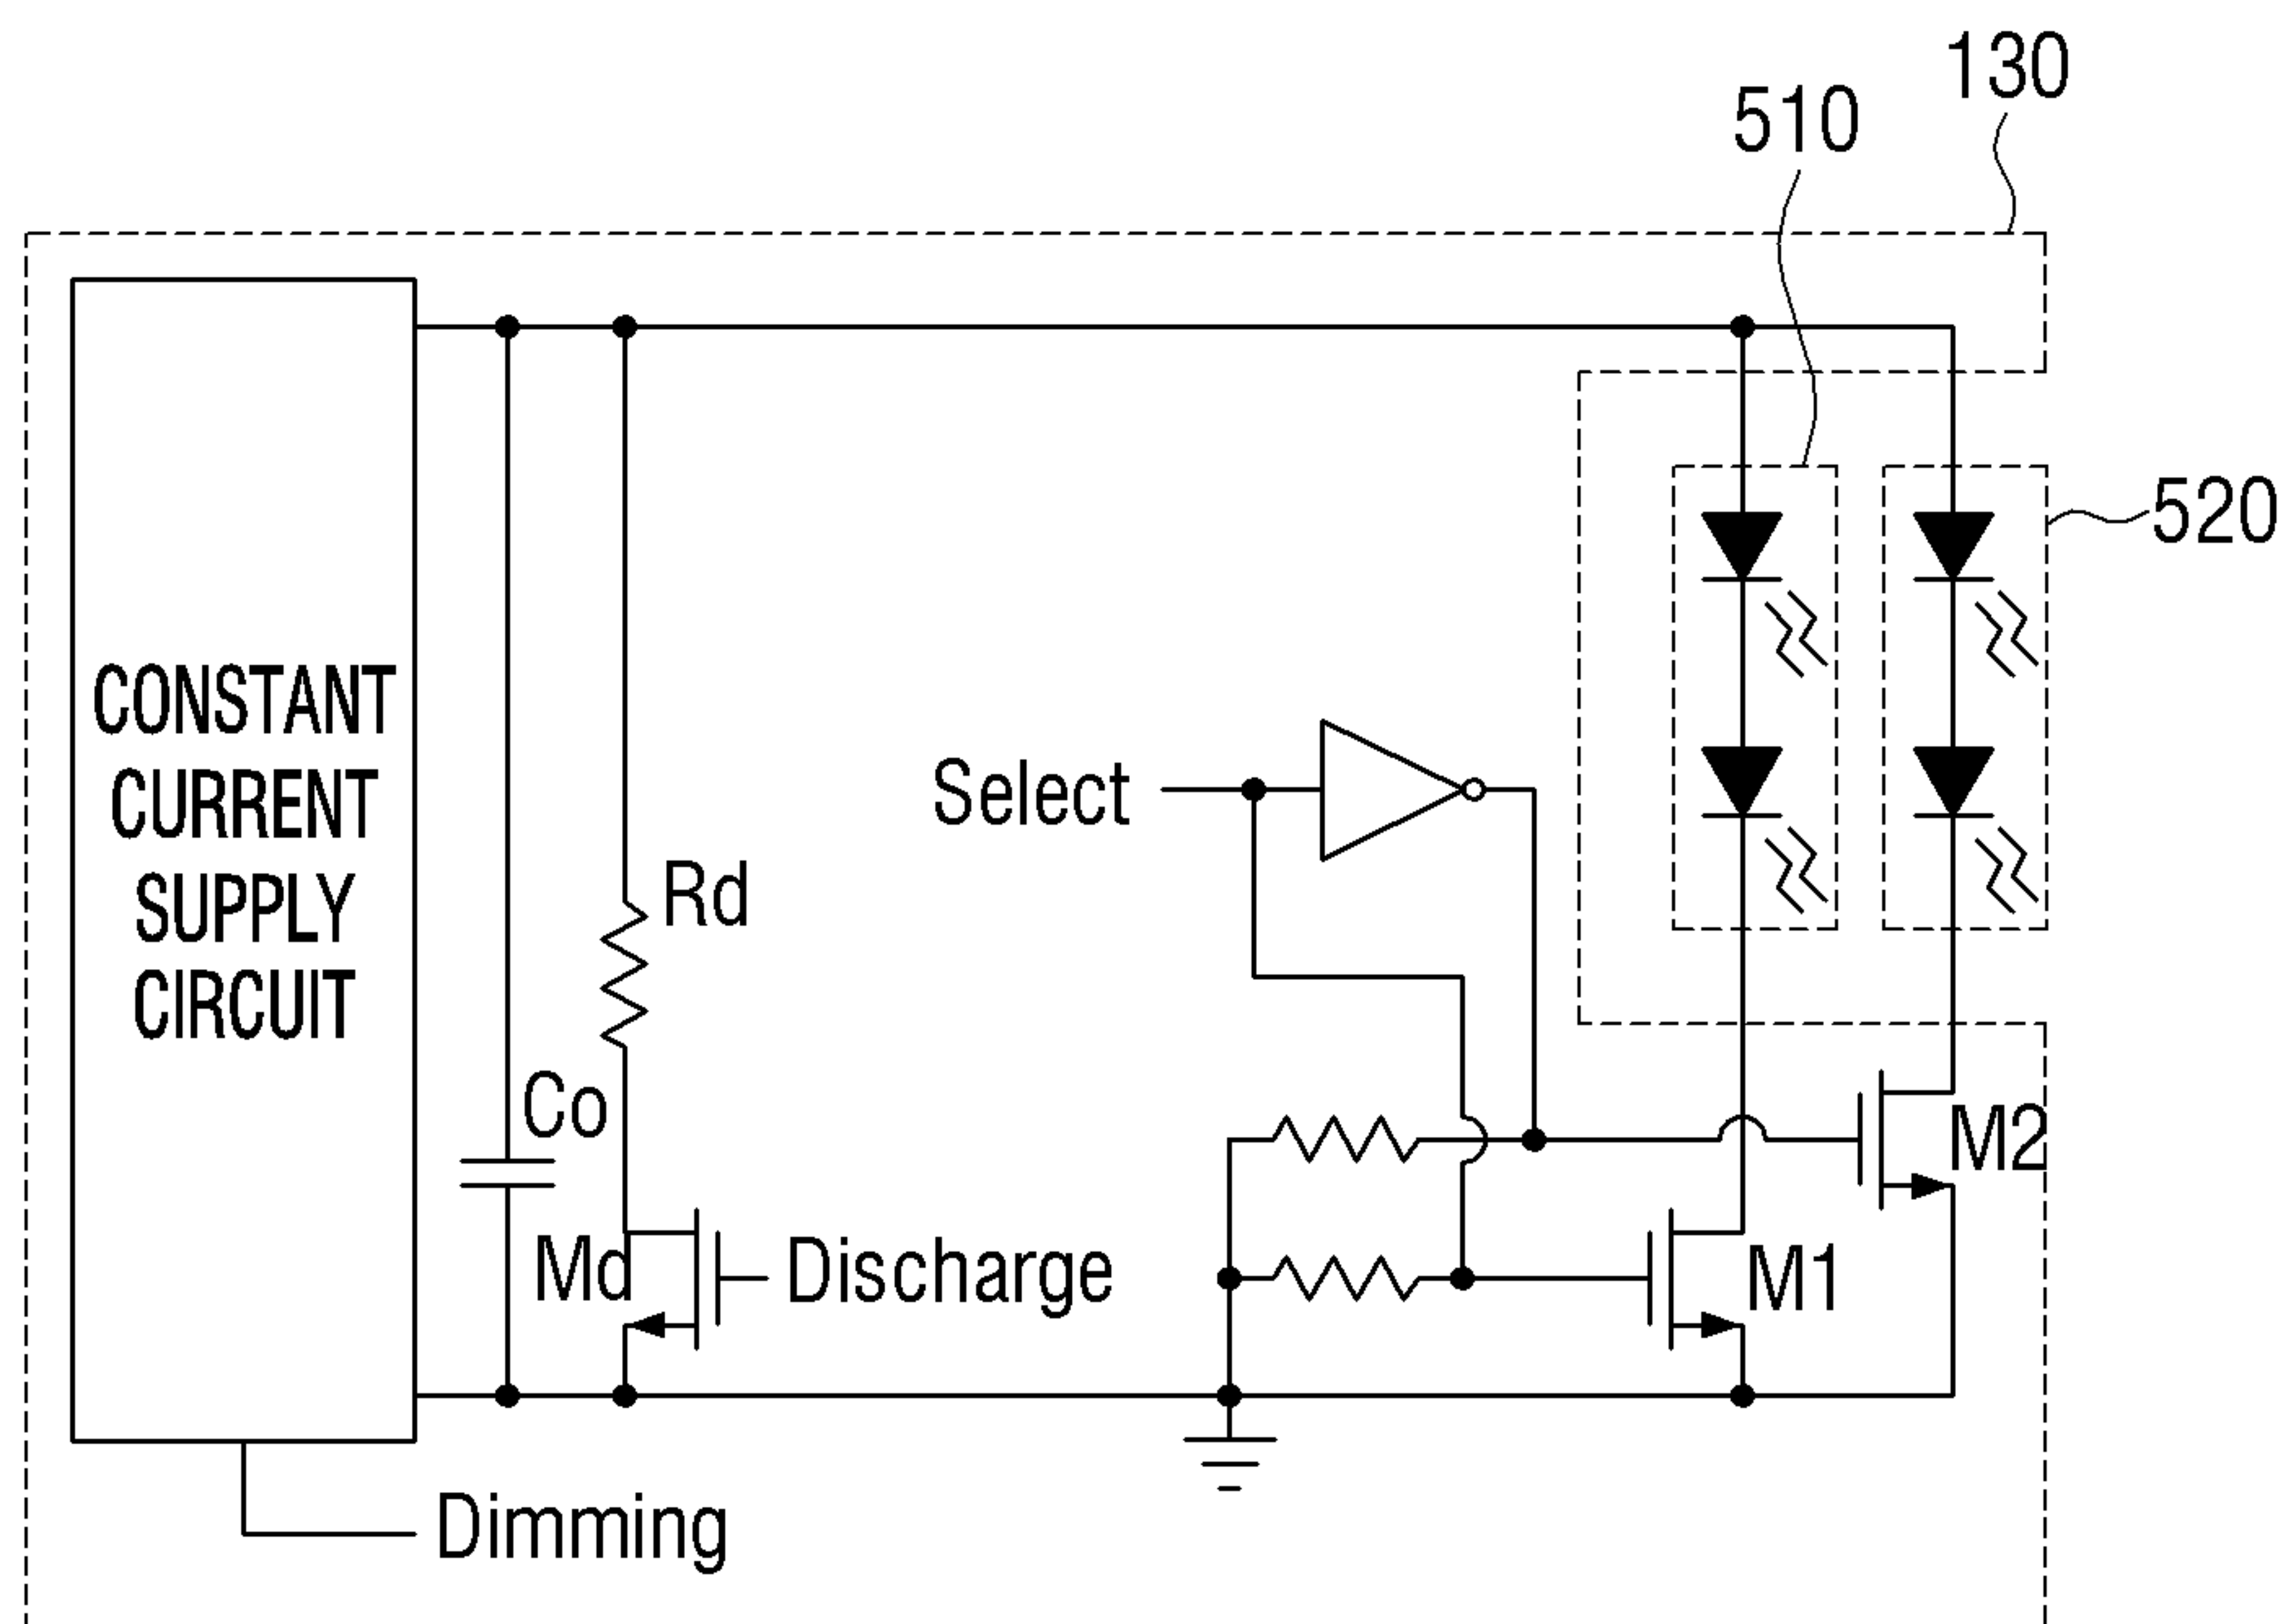 130
510
520
CONSTANT
CURRENT
SUPPLY
CIRCUIT
Select
Rd
Co
M2
Md
Discharge
M1
Dimming